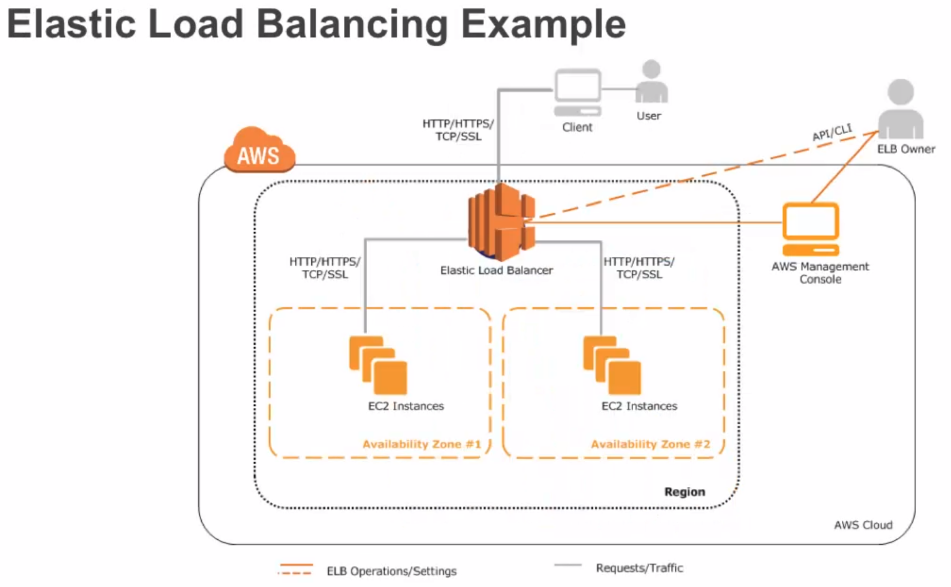 Elastic Load Balancing Example
HTTP/HTTPS/
TCP/SSL
Client
User
API/CLI
ELB Owner
AWS
Elastic Load Balancer
AWS Management
Console
HTTP/HTTPS/
TCP/SSL
HTTP/HTTPS/
TCP/SSL
EC2 Instances
EC2 Instances
Availability Zone #1
Availability Zone #2
Region
AWS Cloud
ELB Operations/Settings
Requests/Traffic